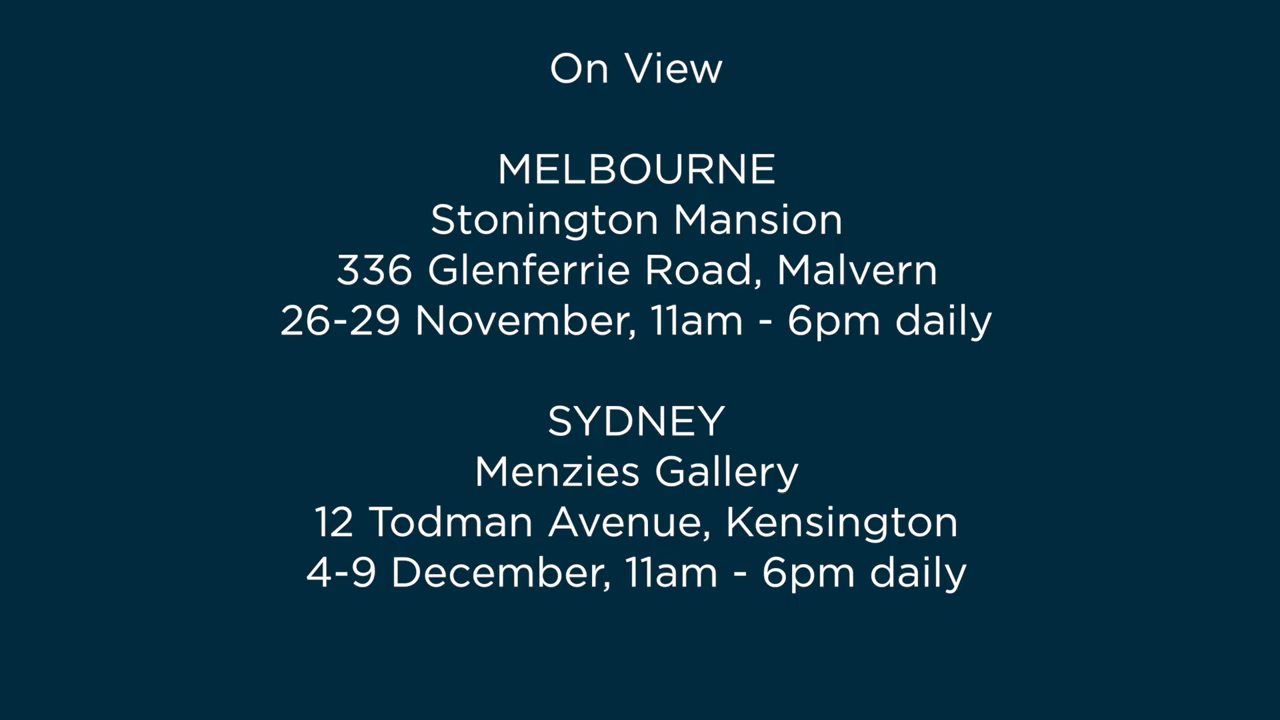 On View
MELBOURNE
Stonington Mansion
336 Glenferrie Road, Malvern
26-29 November, 11am - 6pm daily
SYDNEY
Menzies Gallery
12 Todman Avenue, Kensington
4-9 December, 11am - 6pm daily